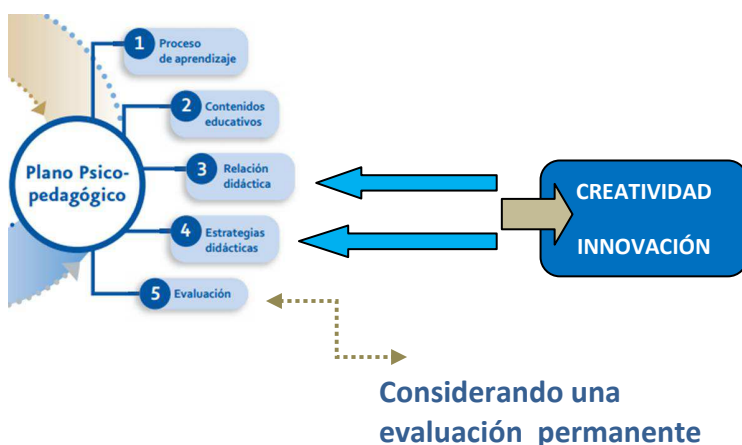 Plano Psico-
pedagógico
1 Proceso
de aprendizaje
2 Contenidos
educativos
3 Relación
didáctica
4 Estrategias
didácticas
5 Evaluación
CREATIVIDAD
INNOVACIÓN
Considerando una
evaluación permanente